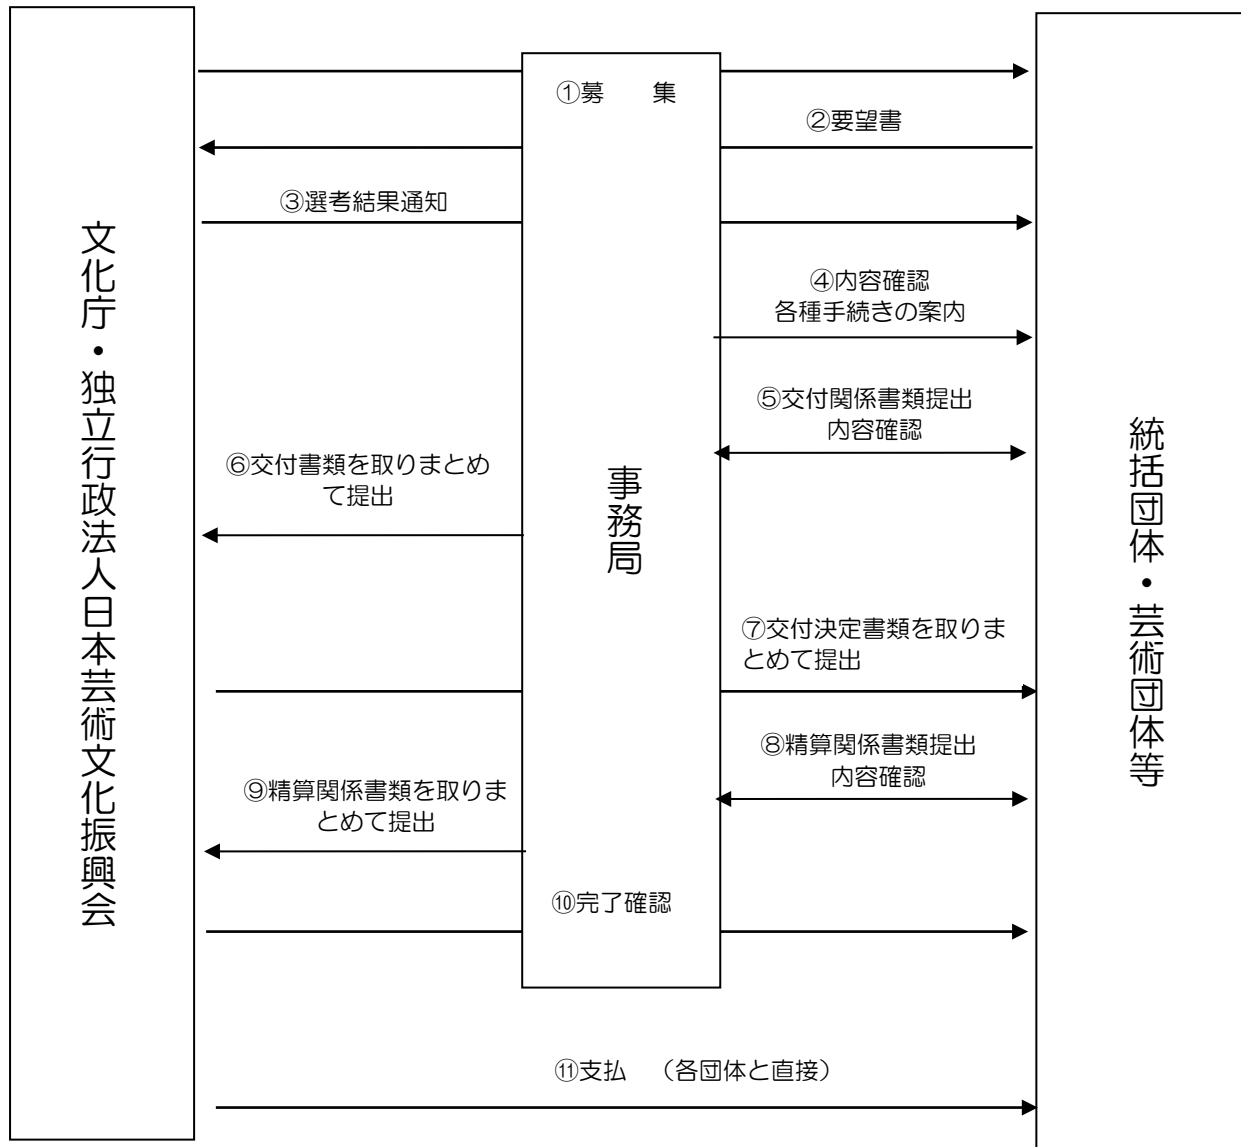 ①募　　集
②要望書
③選考結果通知
④内容確認
各種手続きの案内
⑤交付関係書類提出
内容確認
⑥交付書類を取りまとめ
て提出
⑦交付決定書類を取りま
とめて提出
⑧精算関係書類提出
内容確認
⑨精算関係書類を取りま
とめて提出
⑩完了確認
⑪支払　（各団体と直接）
文化庁・独立行政法人日本芸術文化振興会
事務局
統括団体・芸術団体等